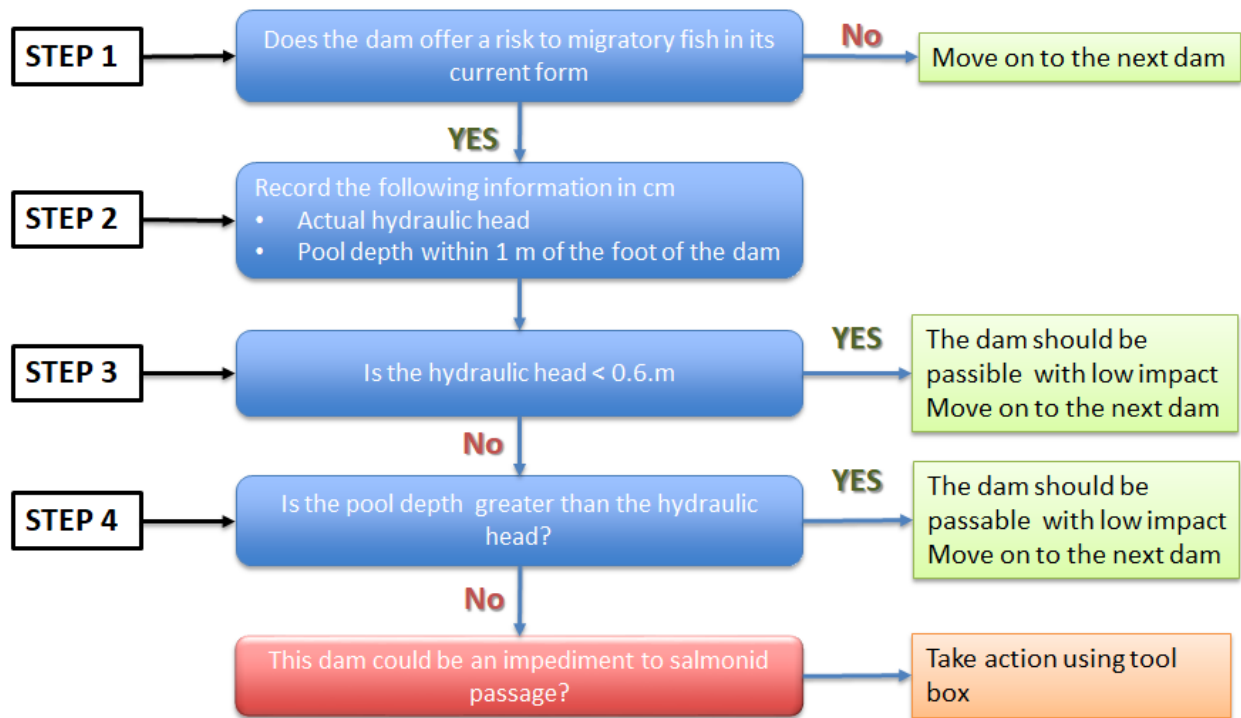 STEP 1
Does the dam offer a risk to migratory fish in its
current form
No
Move on to the next dam
YES
STEP 2
Record the following information in cm
• Actual hydraulic head
• Pool depth within 1 m of the foot of the dam
STEP 3
Is the hydraulic head < 0.6.m
YES
The dam should be
passible with low impact
Move on to the next dam
No
STEP 4
Is the pool depth greater than the hydraulic
head?
YES
The dam should be
passable with low impact
Move on to the next dam
No
This dam could be an impediment to salmonid
passage?
Take action using tool
box